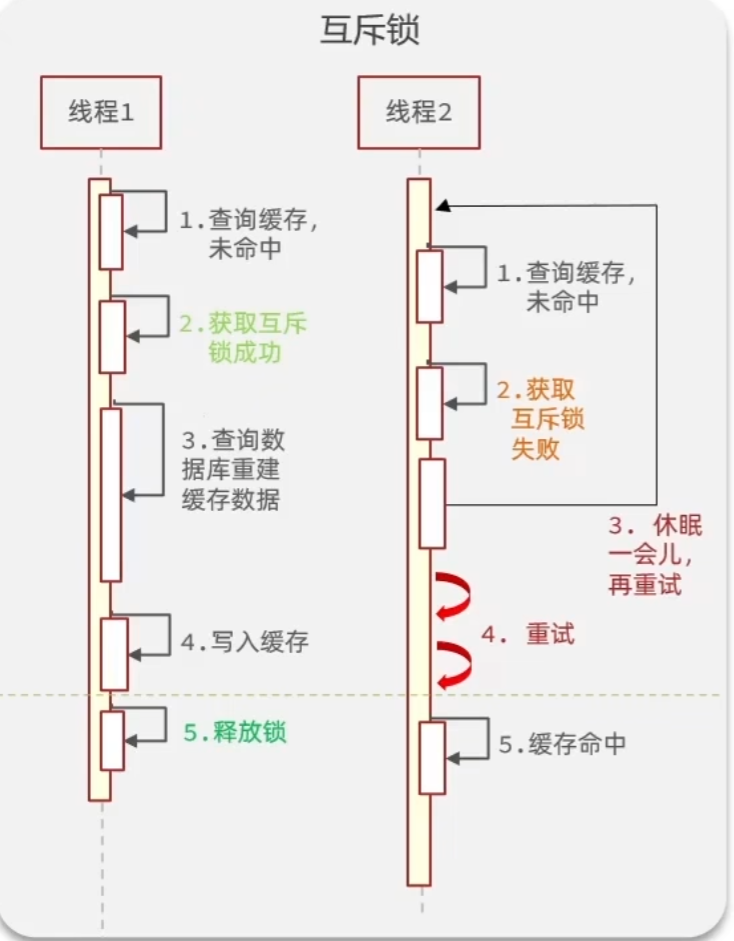 互斥锁
线程1
线程2
1.查询缓存，
未命中
2.获取互斥
锁成功
3.查询数
据库重建
缓存数据
4.写入缓存
5.释放锁
1.查询缓存，
未命中
2.获取
互斥锁
失败
3. 休眠
一会儿，
再重试
4. 重试
5.缓存命中